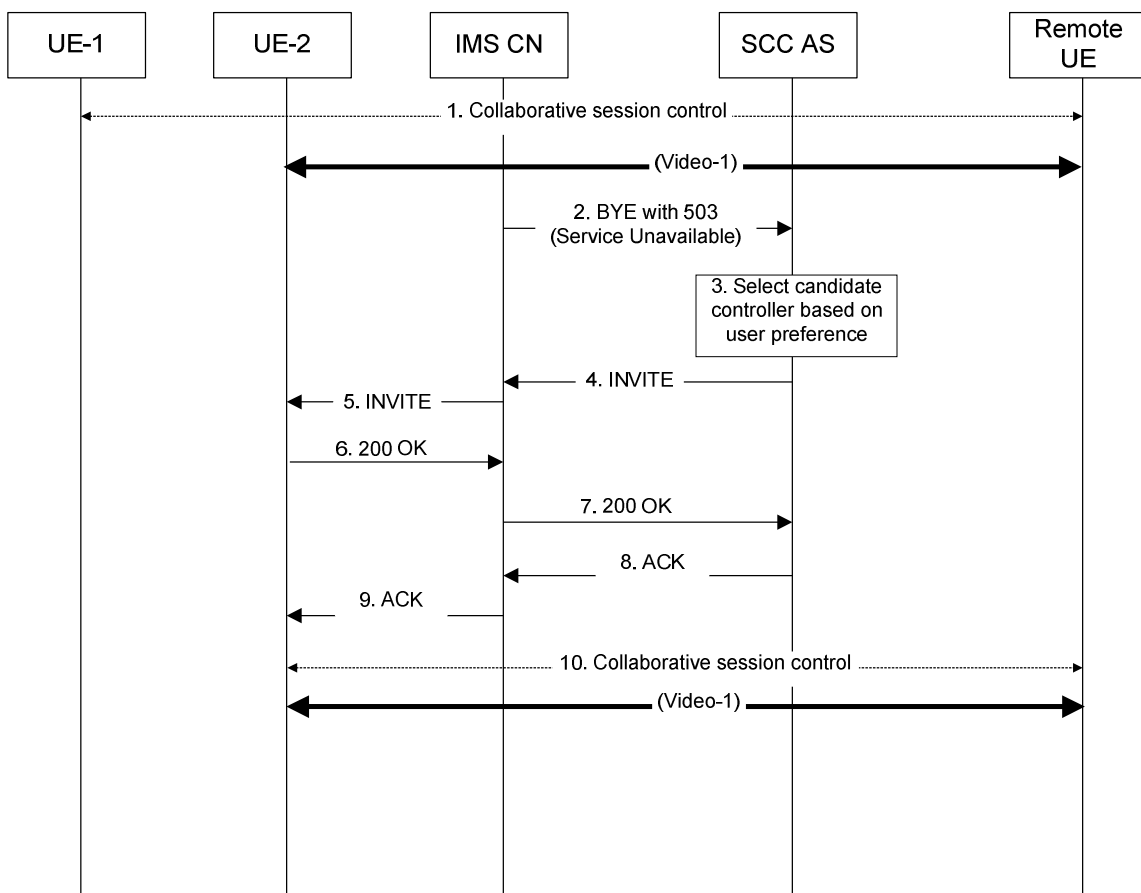 UE-1
UE-2
IMS CN
SCC AS
Remote
UE
1. Collaborative session control
(Video-1)
2. BYE with 503
(Service Unavailable)
3. Select candidate
controller based on
user preference
4. INVITE
5. INVITE
6. 200 OK
7. 200 OK
8. ACK
9. ACK
10. Collaborative session control
(Video-1)